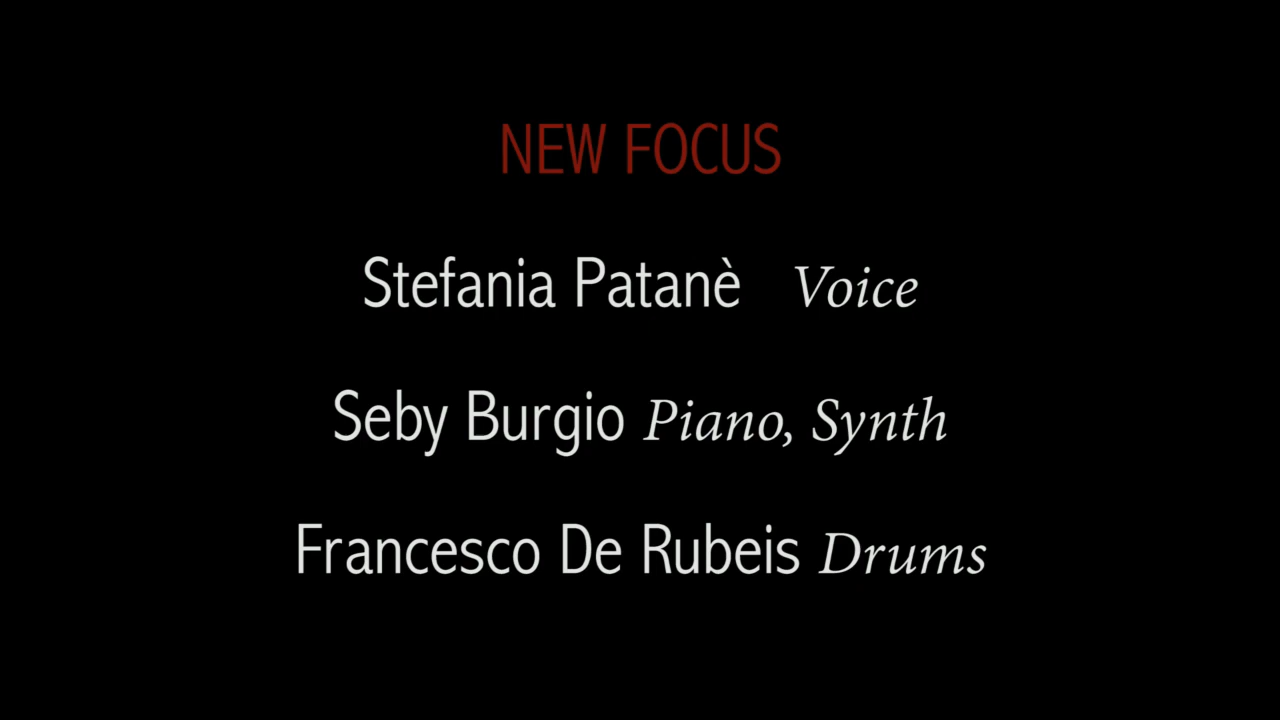 NEW FOCUS
Stefania Patanè Voice
Seby Burgio Piano, Synth
Francesco De Rubeis Drums